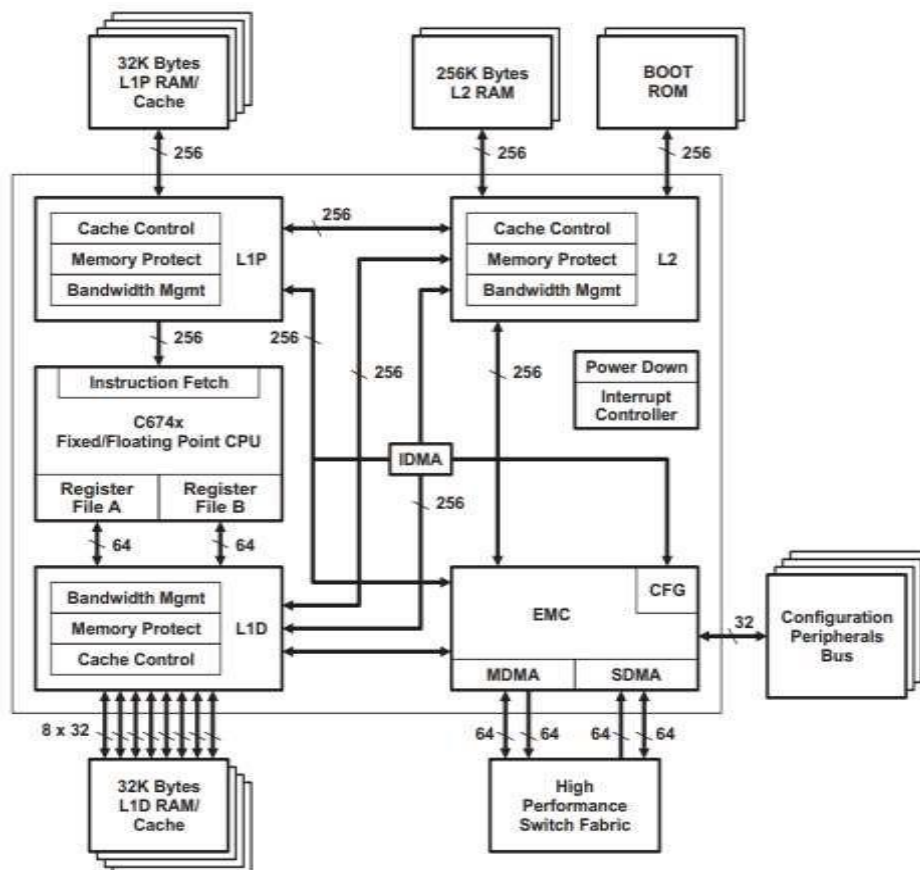 32K Bytes
L1P RAM/
Cache
256K Bytes
L2 RAM
BOOT
ROM
256
256
256
Cache Control
Memory Protect
Bandwidth Mgmt
L1P
256
Cache Control
Memory Protect
Bandwidth Mgmt
L2
256
256
256
256
Power Down
Interrupt
Controller
Instruction Fetch
C674x
Fixed/Floating Point CPU
Register
File A
Register
File B
IDMA
256
64
64
Bandwidth Mgmt
Memory Protect
Cache Control
L1D
EMC
CFG
MDMA
SDMA
32
Configuration
Peripherals
Bus
8 x 32
64
64
64
64
32K Bytes
L1D RAM/
Cache
High
Performance
Switch Fabric